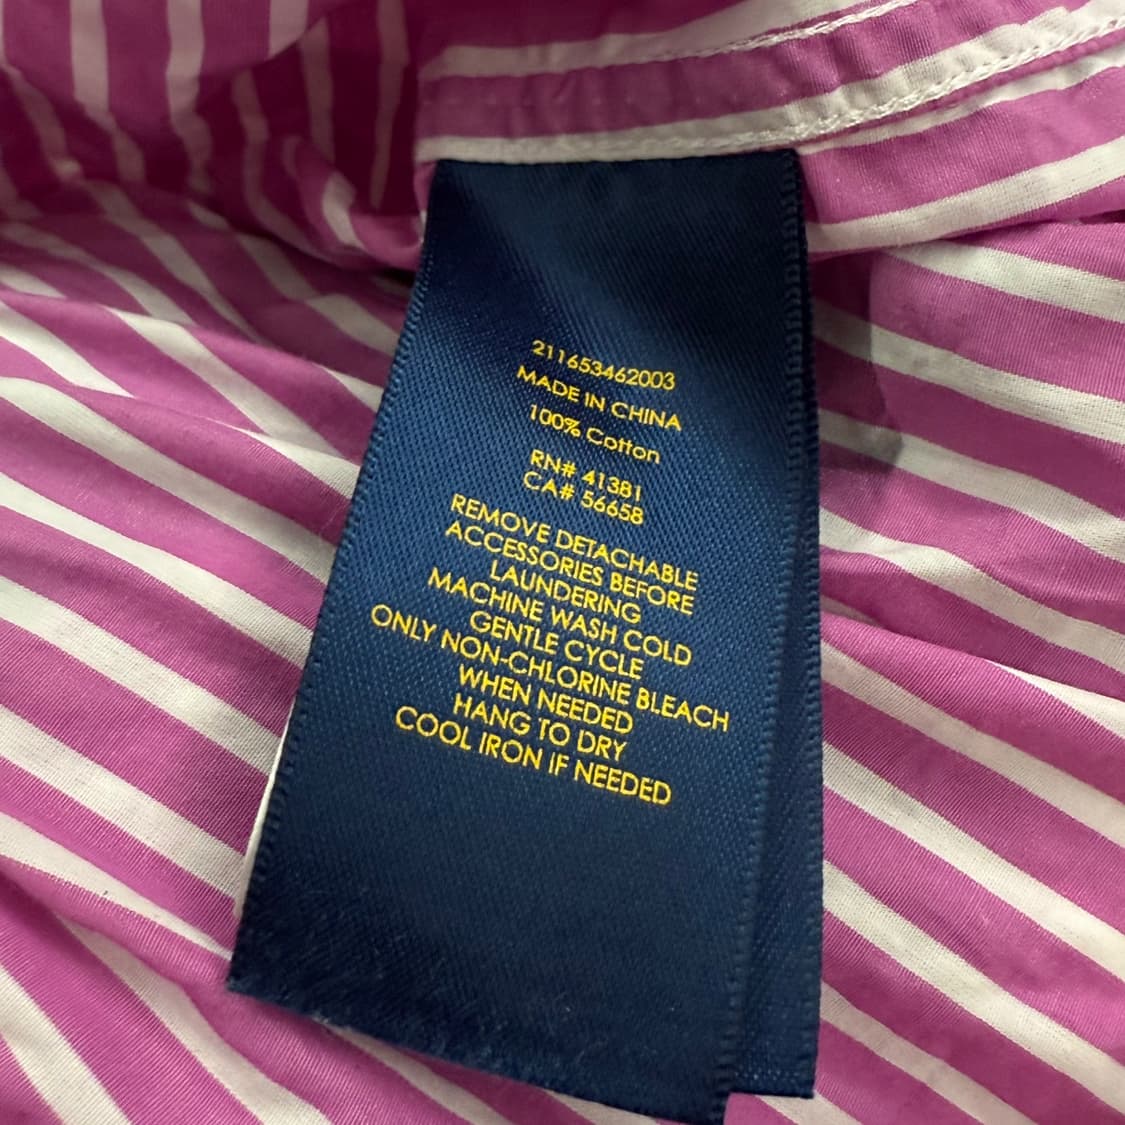 211653462003
MADE IN CHINA
100% Cotton
RN# 41381
CA# 56658
REMOVE DETACHABLE
ACCESSORIES BEFORE
LAUNDERING
MACHINE WASH COLD
GENTLE CYCLE
ONLY NON-CHLORINE BLEACH
WHEN NEEDED
HANG TO DRY
COOL IRON IF NEEDED